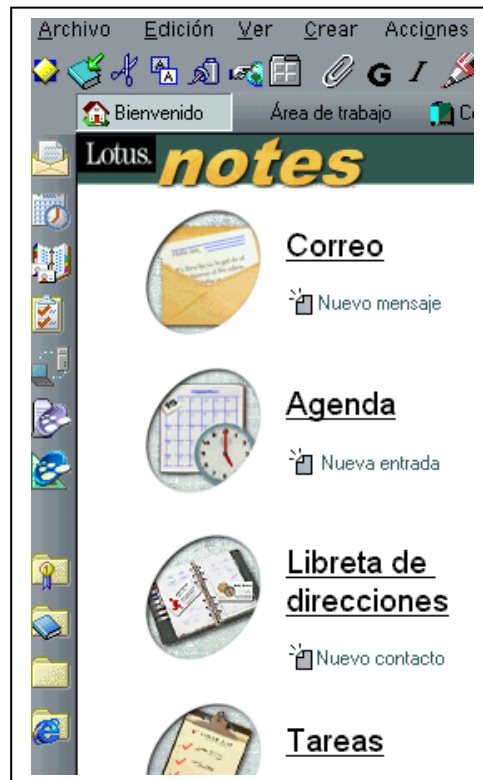 Archivo Edición Ver Crear Acciones
G I
Bienvenido Área de trabajo
Lotus. notes
Correo
Nuevo mensaje
Agenda
Nueva entrada
Libreta de
direcciones
Nuevo contacto
Tareas